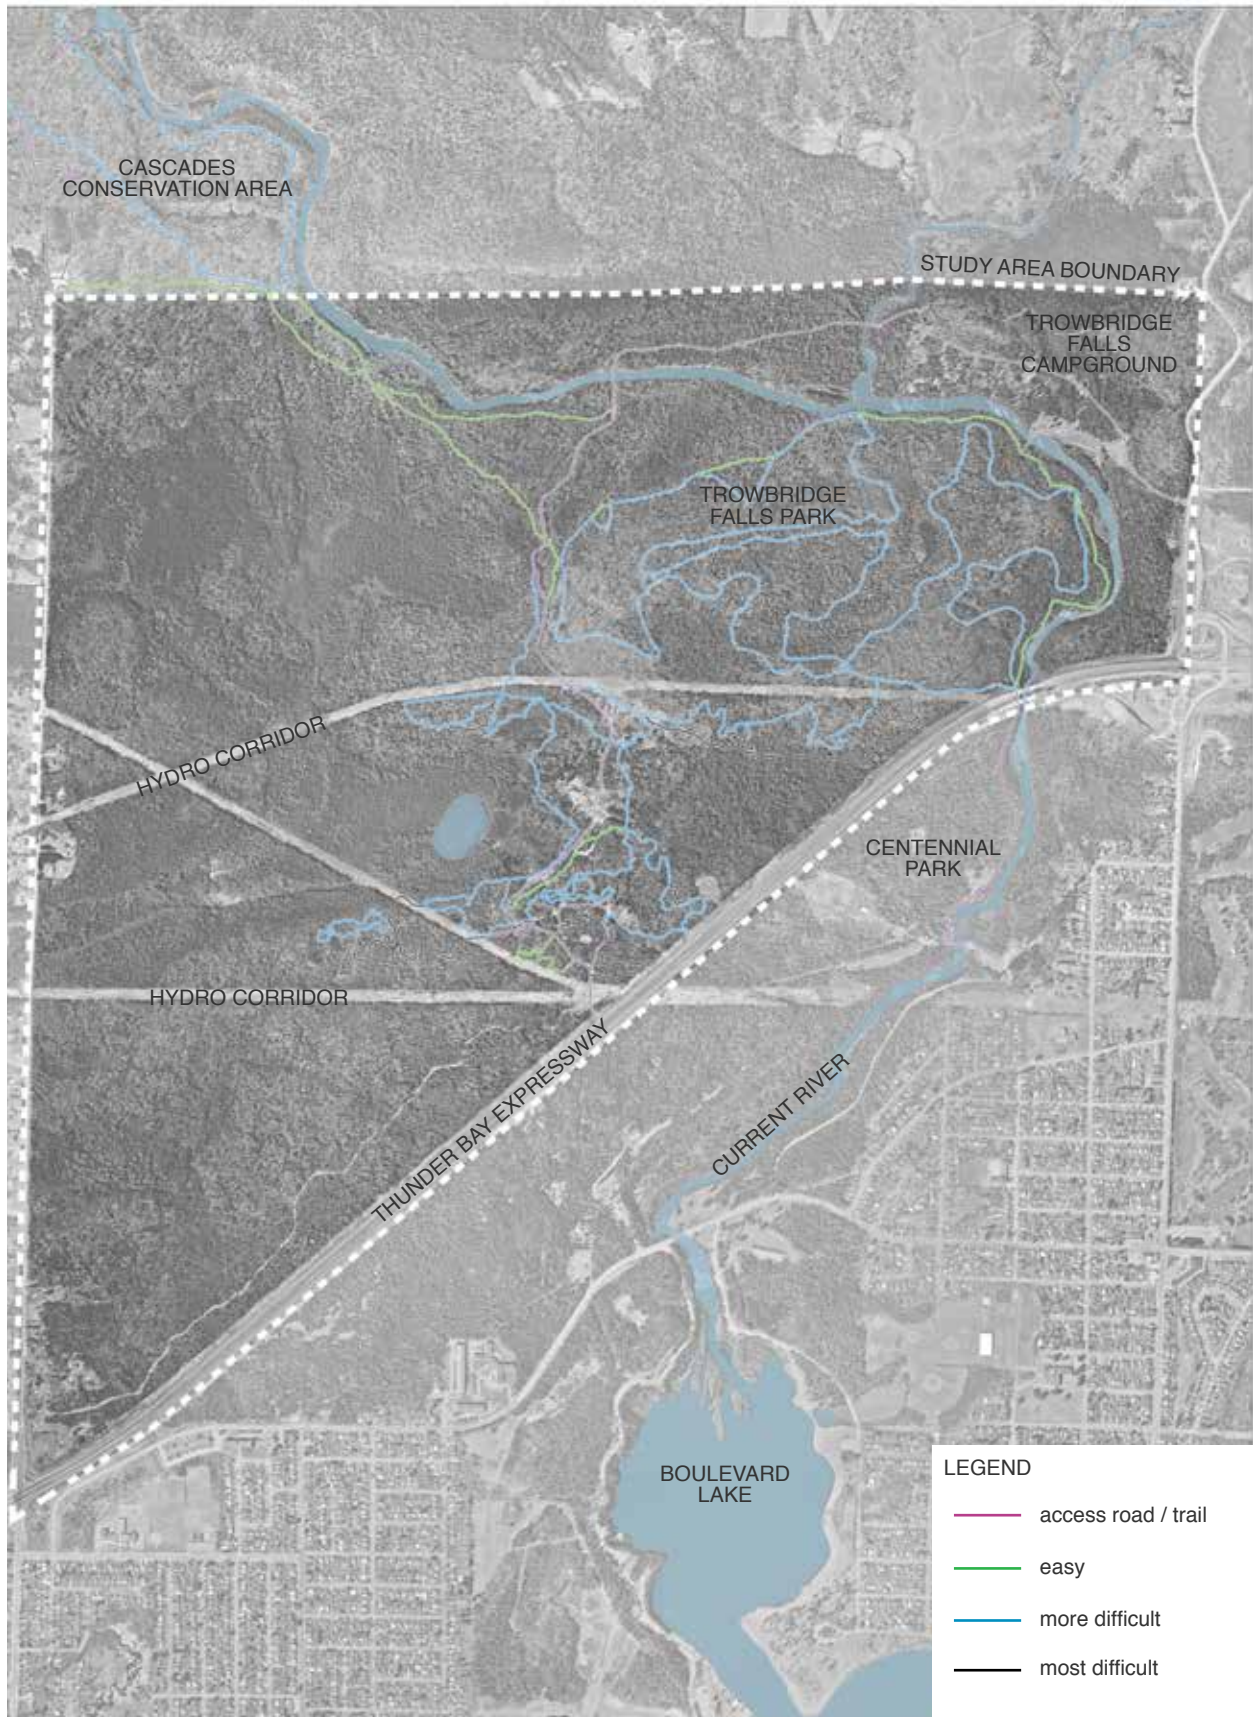 CASCADES
CONSERVATION AREA
STUDY AREA BOUNDARY
TROWBRIDGE
FALLS
CAMPGROUND
TROWBRIDGE
FALLS PARK
HYDRO CORRIDOR
CENTENNIAL
PARK
HYDRO CORRIDOR
THUNDER BAY EXPRESSWAY
CURRENT RIVER
BOULEVARD
LAKE
LEGEND
access road / trail
easy
more difficult
most difficult